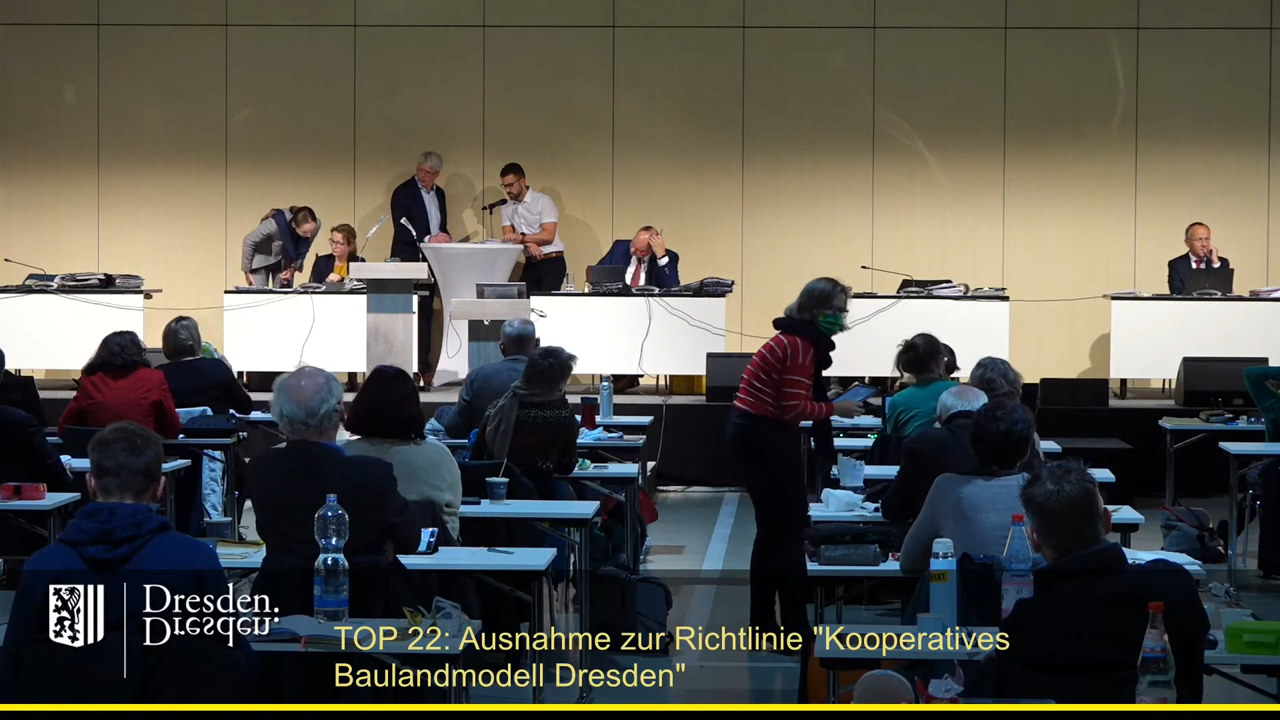 Dresden.
TOP 22: Ausnahme zur Richtlinie "Kooperatives
Baulandmodell Dresden"